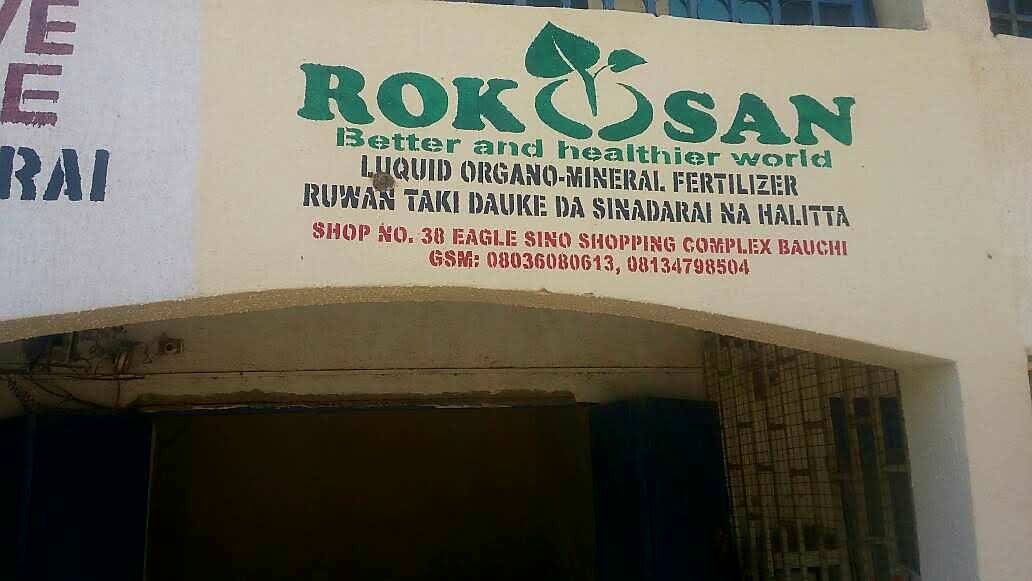 VE
E
RAI
ROKOSAN
Better and healthier world
LIQUID ORGANO-MINERAL FERTILIZER
RUWAN TAKI DAUKE DA SINADARAI NA HALITTA
SHOP NO. 38 EAGLE SINO SHOPPING COMPLEX BAUCHI
GSM: 08036080613, 08134798504